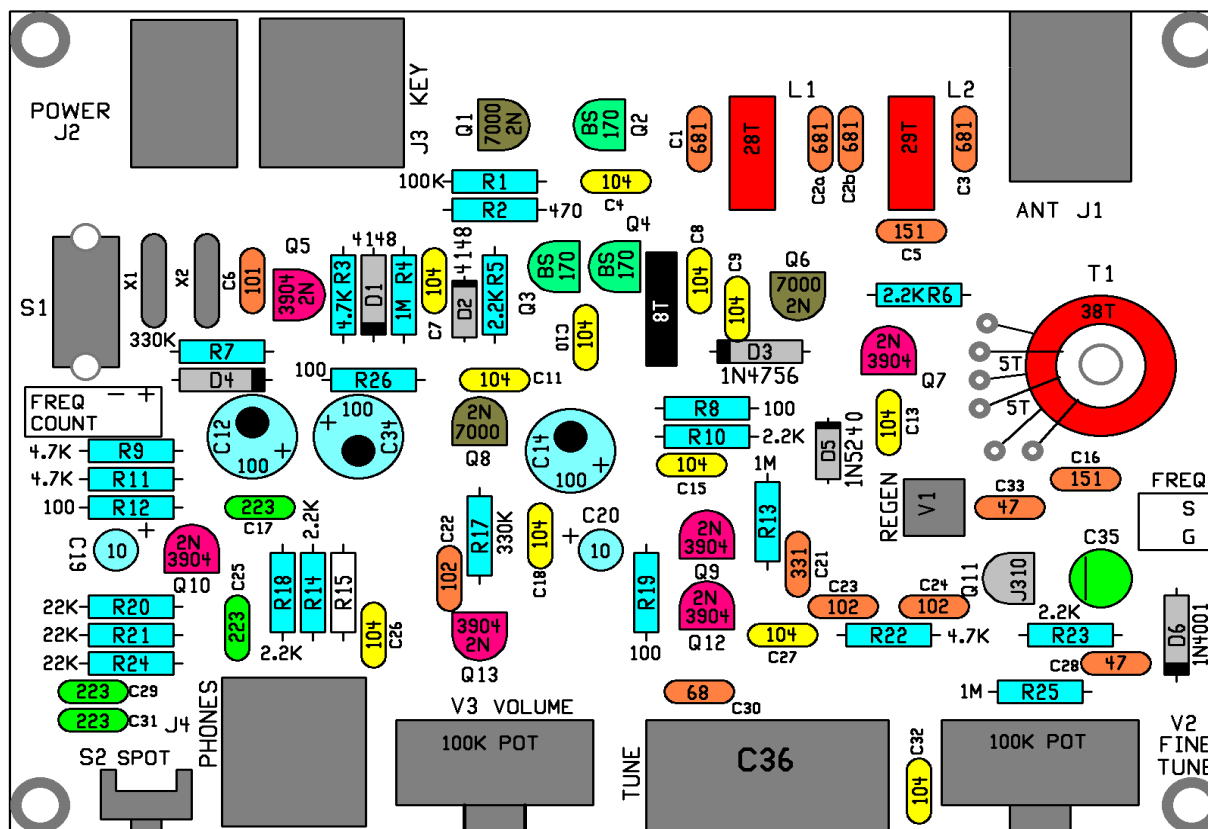 POWER
J2
KEY
J3
Q1
7000
2N
BS
170
Q2
C1
681
28T
L1
681
C2a
681
C2b
29T
L2
681
C3
ANT J1
100K
R1
104
C4
R2
470
151
C5
S1
X1
X2
C6
101
Q5
3904
2N
4.7K R3
4148
D1
1M R4
104
C7
4148
D2
2.2K R5
Q3
BS
170
Q4
BS
170
C10
104
8T
C8
104
C9
104
Q6
7000
2N
2.2K R6
T1
38T
5T
5T
330K
R7
D4
100
R26
104
C11
D3
1N4756
2N
3904
Q7
FREQ
COUNT
- +
C12
100
+
100
+
C34
2N
7000
Q8
C14
100
+
R8
100
R10
2.2K
104
C15
D5
1N5240
104
C13
4.7K
R9
4.7K
R11
100
R12
223
C17
C19
10
+
2N
3904
Q10
C25
223
R18
2.2K
2.2K
R14
R15
104
C26
C22
102
R17
330K
104
C18
C20
+
10
R19
100
2N
3904
Q9
2N
3904
Q12
1M
R13
331
C21
REGEN
V1
C33
47
C16
151
FREQ
S
G
Q11
J310
C35
C23
102
C24
102
104
C27
R22
4.7K
2.2K
R23
C28
47
D6
1N4001
22K
R20
22K
R21
22K
R24
3904
2N
Q13
223
C29
223
C31
J4
PHONES
S2 SPOT
V3 VOLUME
100K POT
68
C30
TUNE
C36
C32
104
1M
R25
100K POT
V2
FINE
TUNE